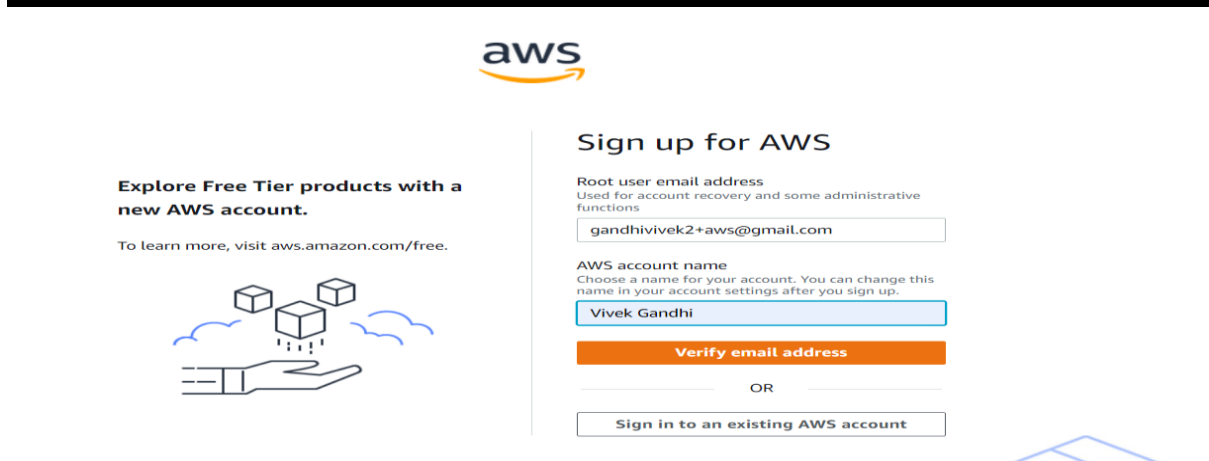 aws
Explore Free Tier products with a
new AWS account.
To learn more, visit aws.amazon.com/free.
Sign up for AWS
Root user email address
Used for account recovery and some administrative
functions
gandhivivek2+aws@gmail.com
AWS account name
Choose a name for your account. You can change this
name in your account settings after you sign up.
Vivek Gandhi
Verify email address
OR
Sign in to an existing AWS account